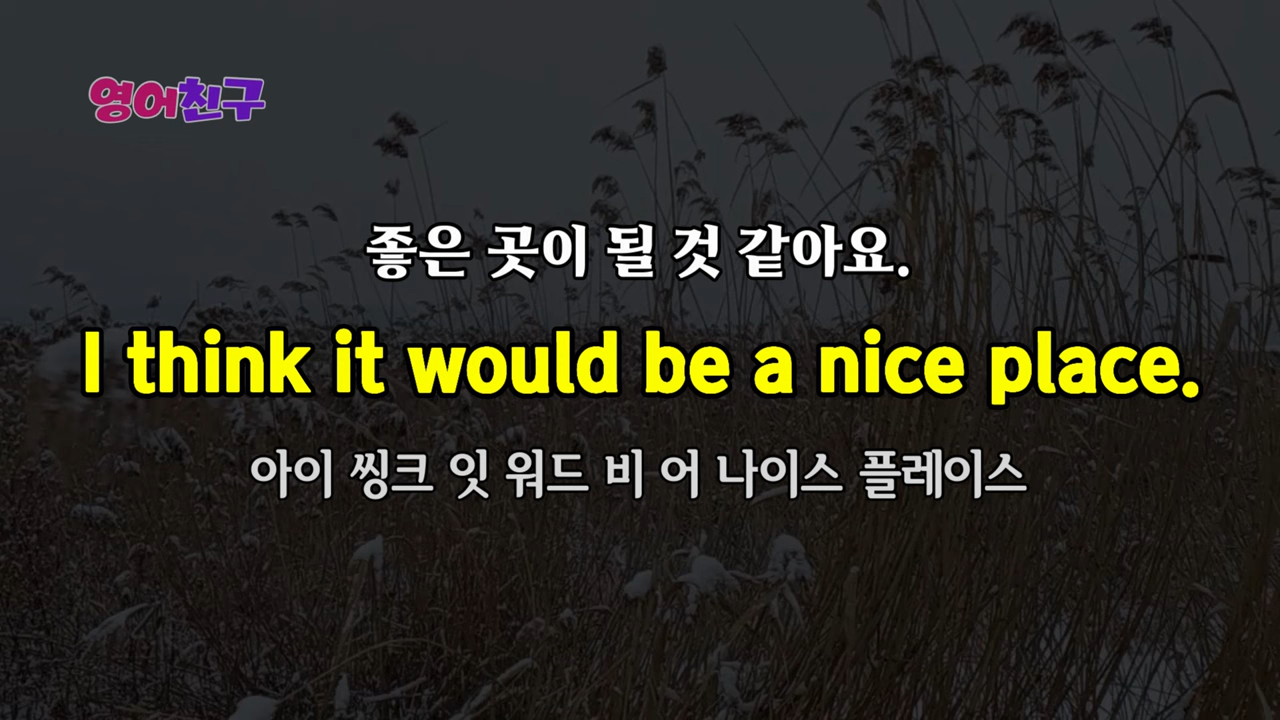 영어친구
좋은 곳이 될 것 같아요.
I think it would be a nice place.
아이 씽크 잇 워드 비 어 나이스 플레이스